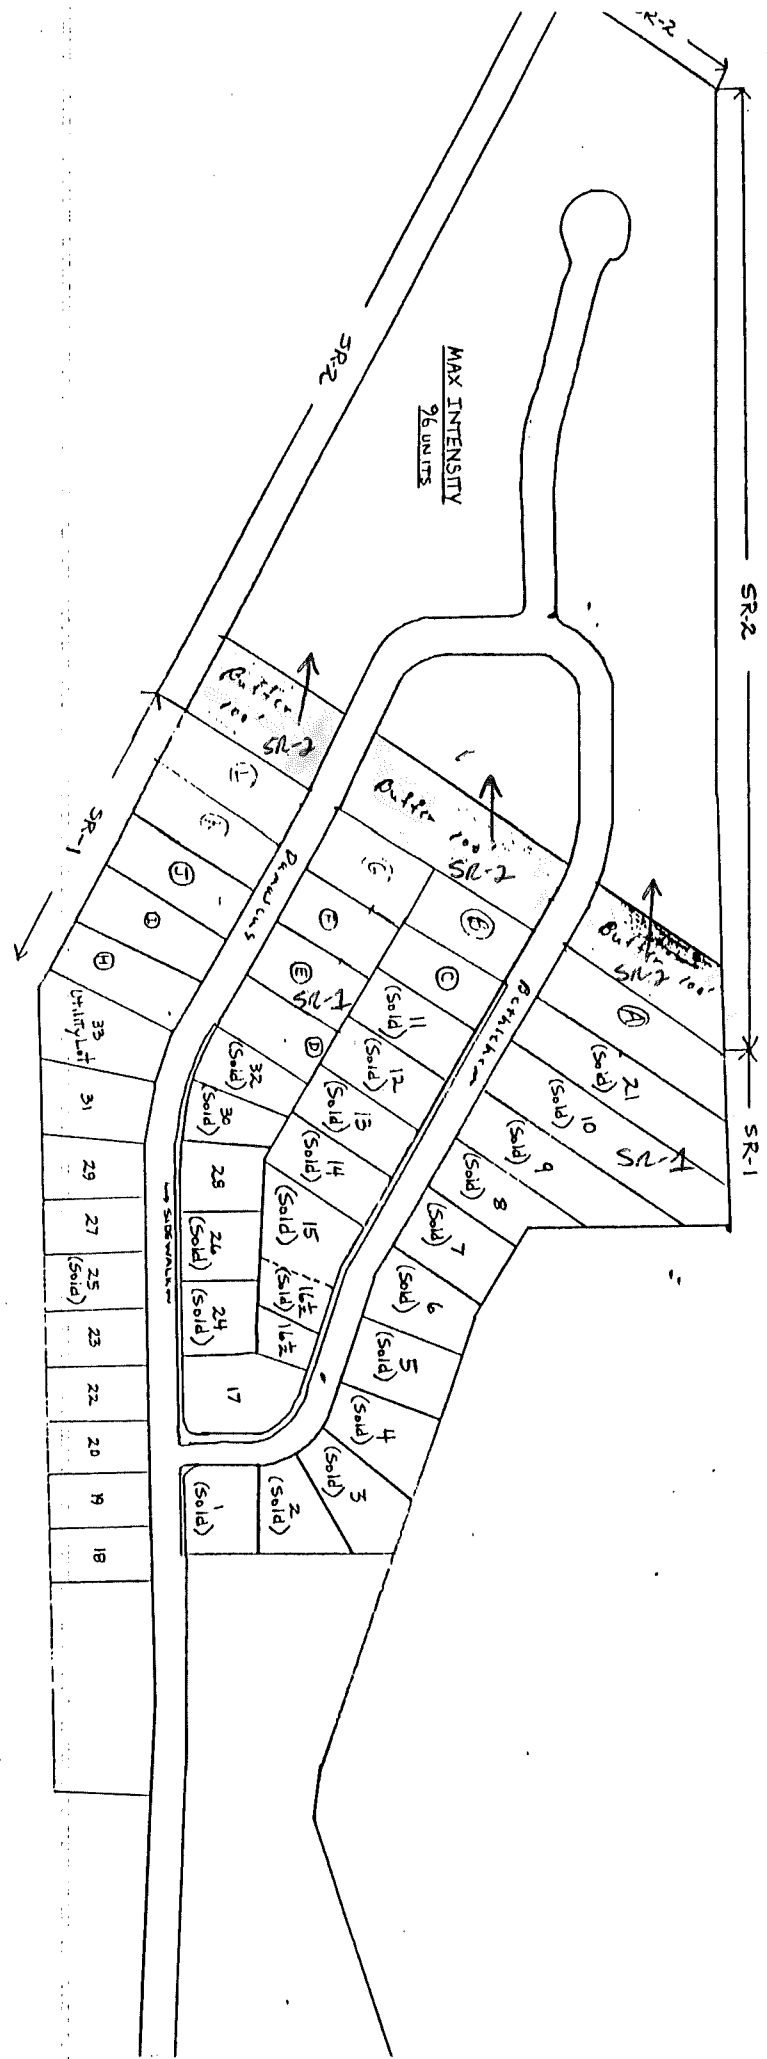 SR-2
SR-2
SR-2
MAX INTENSITY
96 UNITS
SR-1
SR-1
Buffer
100'
SR-2
Buffer 100'
SR-2
Buffer
SR-2 100'
Damascus
Bethlehem
SR-1
SR-1
SIDEWALK
A
B
C
D
E
F
G
H
I
J
L
33
Utility Lot
31
29
27
25
(Sold)
23
22
20
19
18
32
(Sold)
30
(Sold)
28
26
(Sold)
24
(Sold)
17
11
(Sold)
12
(Sold)
13
(Sold)
14
(Sold)
15
(Sold)
16½
(Sold)
16½
21
(Sold)
10
(Sold)
9
(Sold)
8
(Sold)
7
(Sold)
6
(Sold)
5
(Sold)
4
(Sold)
3
(Sold)
2
(Sold)
1
(Sold)